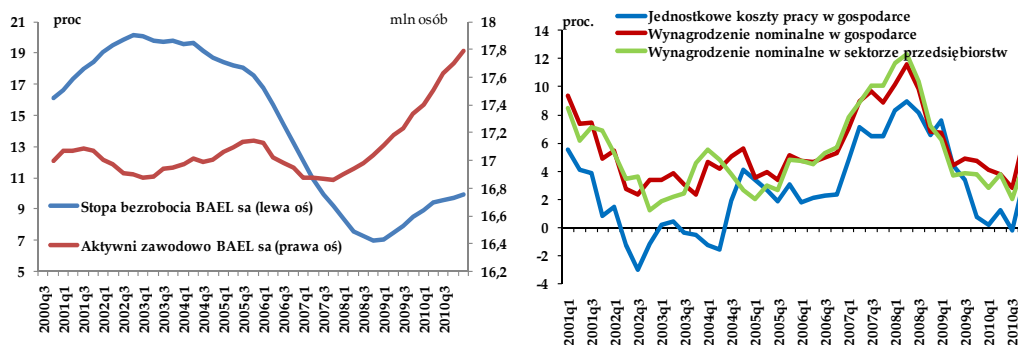 proc
mln osób
21
19
17
15
13
11
9
7
5
18
17,8
17,6
17,4
17,2
17
16,8
16,6
16,4
16,2
Stopa bezrobocia BAEL sa (lewa oś)
Aktywni zawodowo BAEL sa (prawa oś)
2000q3
2001q1
2001q3
2002q1
2002q3
2003q1
2003q3
2004q1
2004q3
2005q1
2005q3
2006q1
2006q3
2007q1
2007q3
2008q1
2008q3
2009q1
2009q3
2010q1
2010q3
proc.
Jednostkowe koszty pracy w gospodarce
Wynagrodzenie nominalne w gospodarce
Wynagrodzenie nominalne w sektorze przedsiębiorstw
14
12
10
8
6
4
2
0
-2
-4
2001q1
2001q3
2002q1
2002q3
2003q1
2003q3
2004q1
2004q3
2005q1
2005q3
2006q1
2006q3
2007q1
2007q3
2008q1
2008q3
2009q1
2009q3
2010q1
2010q3